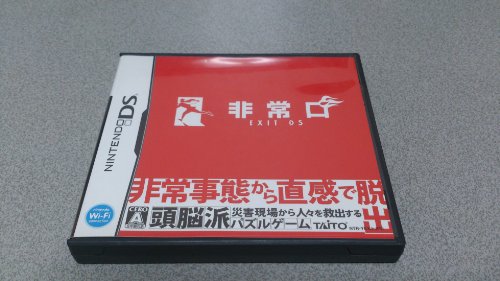 NINTENDO DS
非常口
EXIT DS
非常事態から直感で脱出
Wi-Fi
CERO
A
頭脳派
災害現場から人々を救出する
パズルゲーム
TAITO